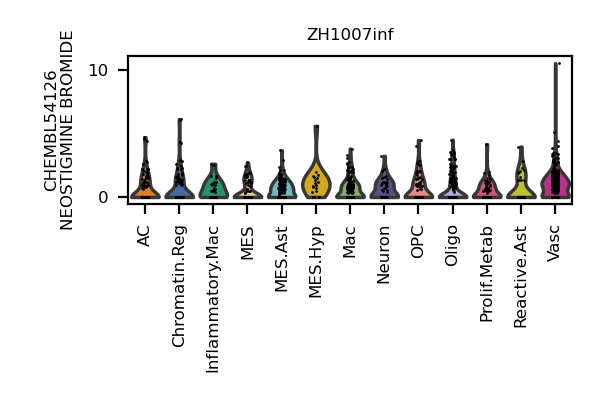 ZH1007inf
CHEMBL54126
NEOSTIGMINE BROMIDE
10
0
AC
Chromatin.Reg
Inflammatory.Mac
MES
MES.Ast
MES.Hyp
Mac
Neuron
OPC
Oligo
Prolif.Metab
Reactive.Ast
Vasc